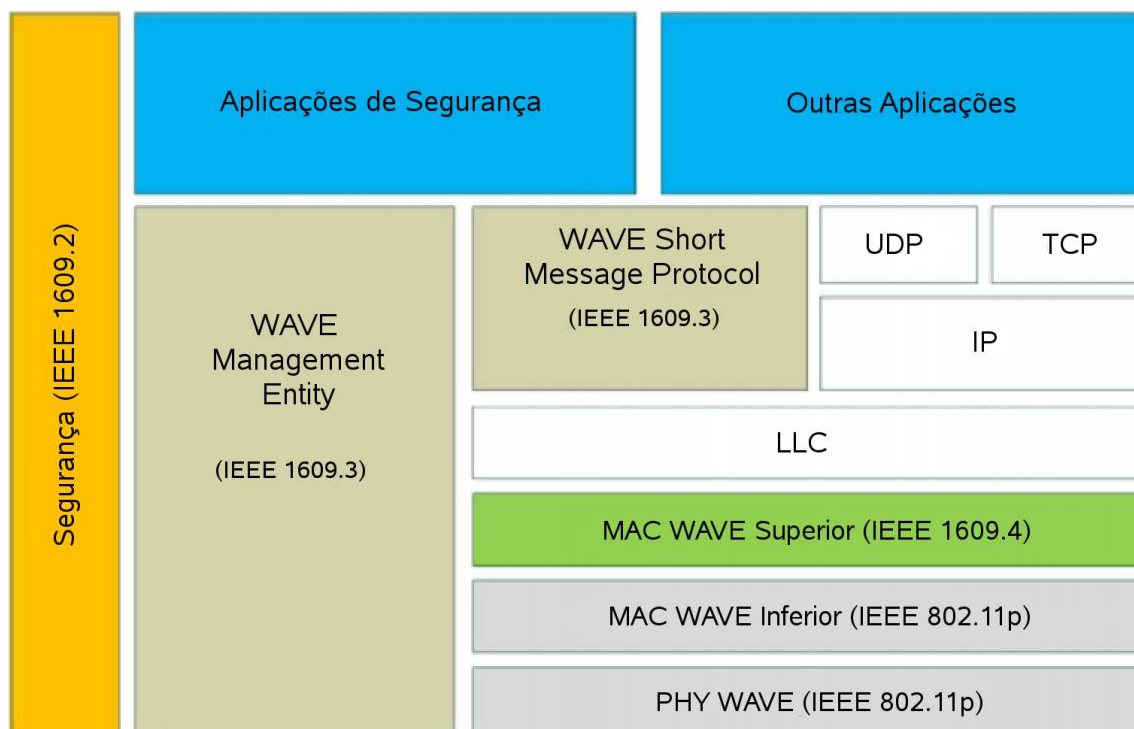 Segurança (IEEE 1609.2)
Aplicações de Segurança
Outras Aplicações
WAVE
Management
Entity
(IEEE 1609.3)
WAVE Short
Message Protocol
(IEEE 1609.3)
UDP
TCP
IP
LLC
MAC WAVE Superior (IEEE 1609.4)
MAC WAVE Inferior (IEEE 802.11p)
PHY WAVE (IEEE 802.11p)